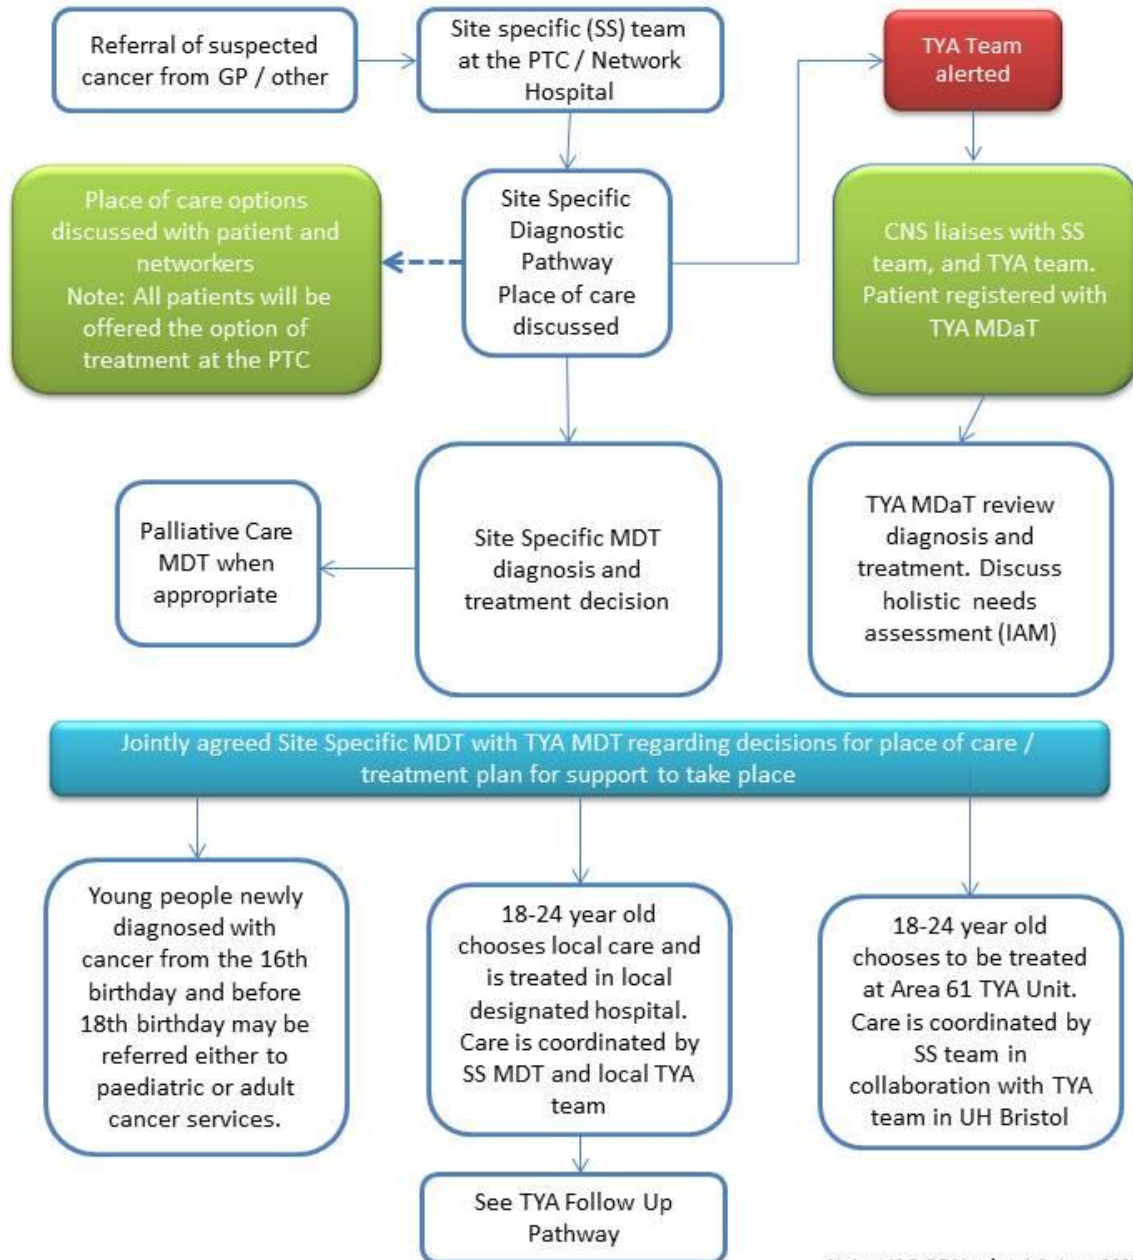 Referral of suspected
cancer from GP / other
Site specific (SS) team
at the PTC / Network
Hospital
TYA Team
alerted
Place of care options
discussed with patient and
networkers
Note: All patients will be
offered the option of
treatment at the PTC
Site Specific
Diagnostic
Pathway
Place of care
discussed
CNS liaises with SS
team, and TYA team.
Patient registered with
TYA MDaT
Palliative Care
MDT when
appropriate
Site Specific MDT
diagnosis and
treatment decision
TYA MDaT review
diagnosis and
treatment. Discuss
holistic needs
assessment (IAM)
Jointly agreed Site Specific MDT with TYA MDT regarding decisions for place of care /
treatment plan for support to take place
Young people newly
diagnosed with
cancer from the 16th
birthday and before
18th birthday may be
referred either to
paediatric or adult
cancer services.
18-24 year old
chooses local care and
is treated in local
designated hospital.
Care is coordinated by
SS MDT and local TYA
team
18-24 year old
chooses to be treated
at Area 61 TYA Unit.
Care is coordinated by
SS team in
collaboration with TYA
team in UH Bristol
See TYA Follow Up
Pathway